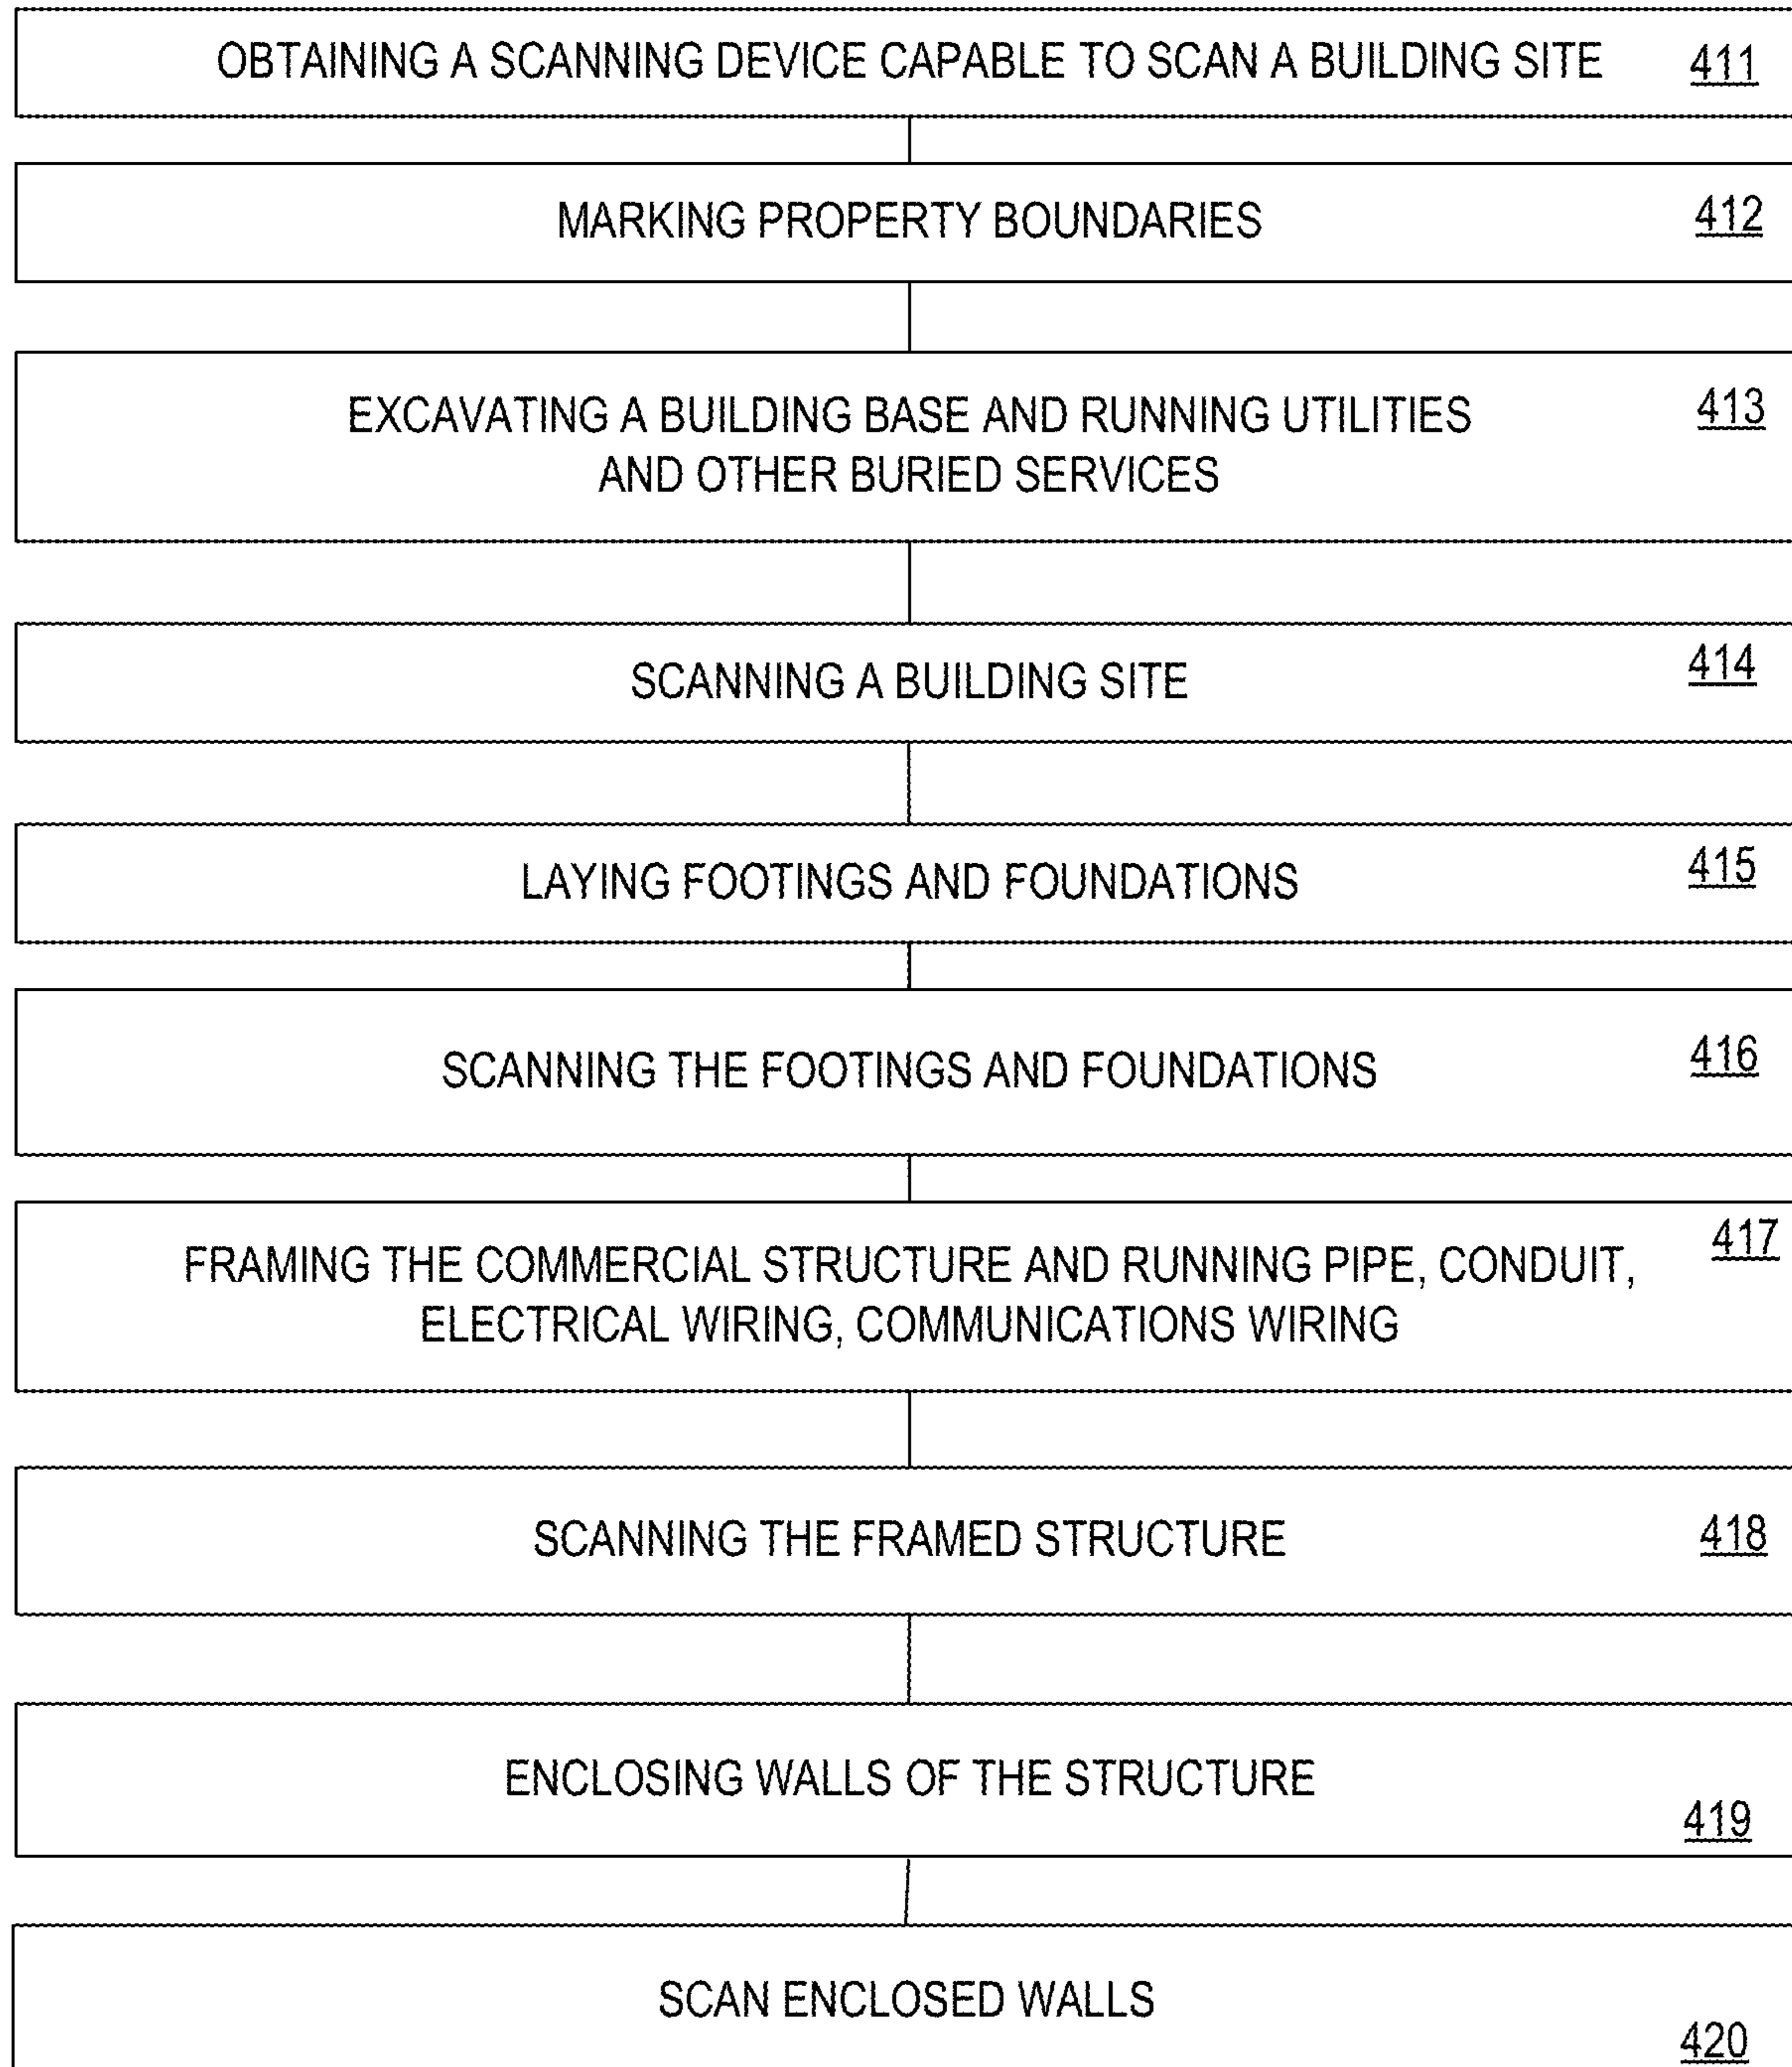 OBTAINING A SCANNING DEVICE CAPABLE TO SCAN A BUILDING SITE 411
MARKING PROPERTY BOUNDARIES 412
EXCAVATING A BUILDING BASE AND RUNNING UTILITIES 413
AND OTHER BURIED SERVICES
SCANNING A BUILDING SITE 414
LAYING FOOTINGS AND FOUNDATIONS 415
SCANNING THE FOOTINGS AND FOUNDATIONS 416
FRAMING THE COMMERCIAL STRUCTURE AND RUNNING PIPE, CONDUIT, 417
ELECTRICAL WIRING, COMMUNICATIONS WIRING
SCANNING THE FRAMED STRUCTURE 418
ENCLOSING WALLS OF THE STRUCTURE
419
SCAN ENCLOSED WALLS
420